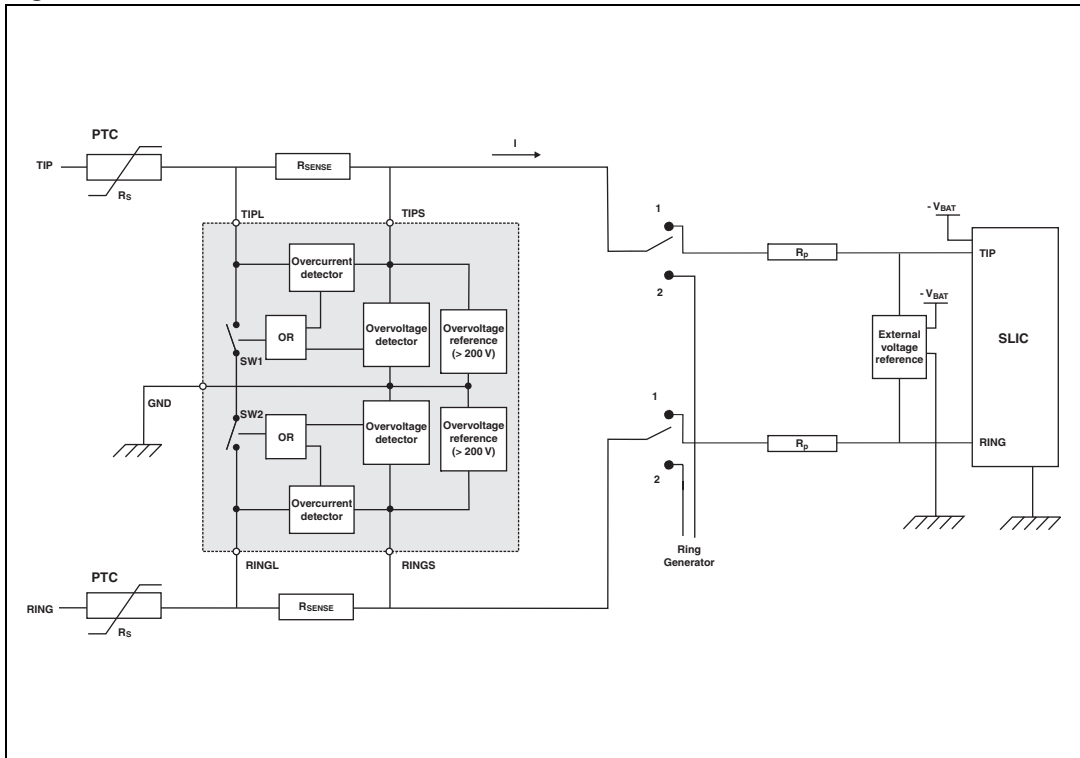 PTC
TIP
RS
RSENSE
I
TIPL
TIPS
Overcurrent
detector
OR
Overvoltage
detector
Overvoltage
reference
(> 200 V)
SW1
GND
SW2
OR
Overvoltage
detector
Overvoltage
reference
(> 200 V)
Overcurrent
detector
RINGL
RINGS
PTC
RING
RS
RSENSE
1
2
Rp
- VBAT
TIP
- VBAT
External
voltage
reference
SLIC
1
2
Rp
RING
Ring
Generator